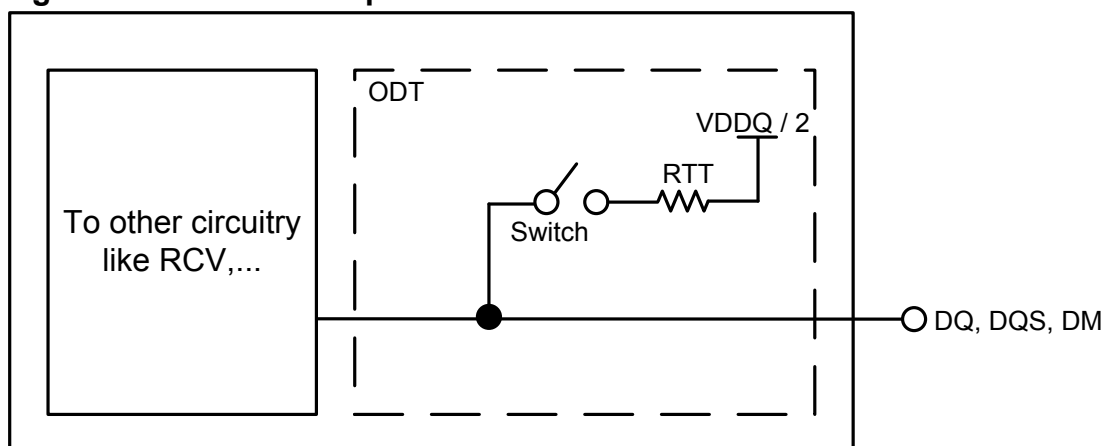 ODT
VDDQ / 2
RTT
Switch
To other circuitry
like RCV,...
DQ, DQS, DM